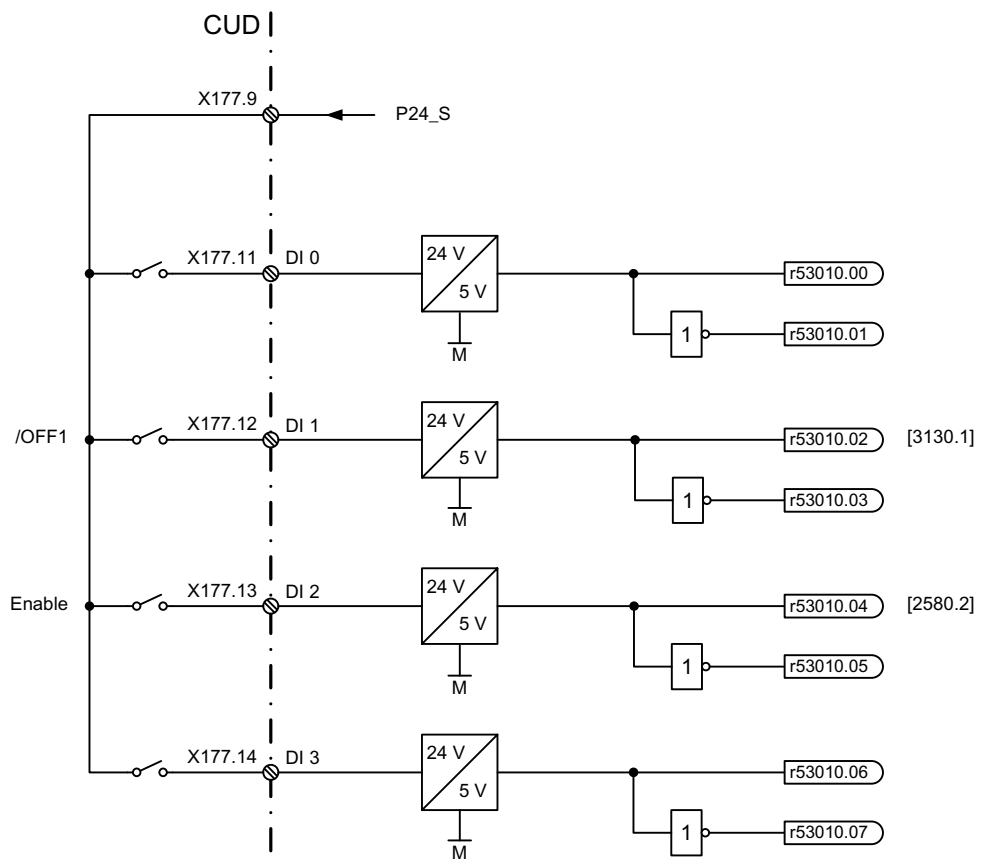 CUD
X177.9
P24_S
X177.11
DI 0
24 V
5 V
M
r53010.00
1
r53010.01
/OFF1
X177.12
DI 1
24 V
5 V
M
r53010.02
[3130.1]
1
r53010.03
Enable
X177.13
DI 2
24 V
5 V
M
r53010.04
[2580.2]
1
r53010.05
X177.14
DI 3
24 V
5 V
M
r53010.06
1
r53010.07